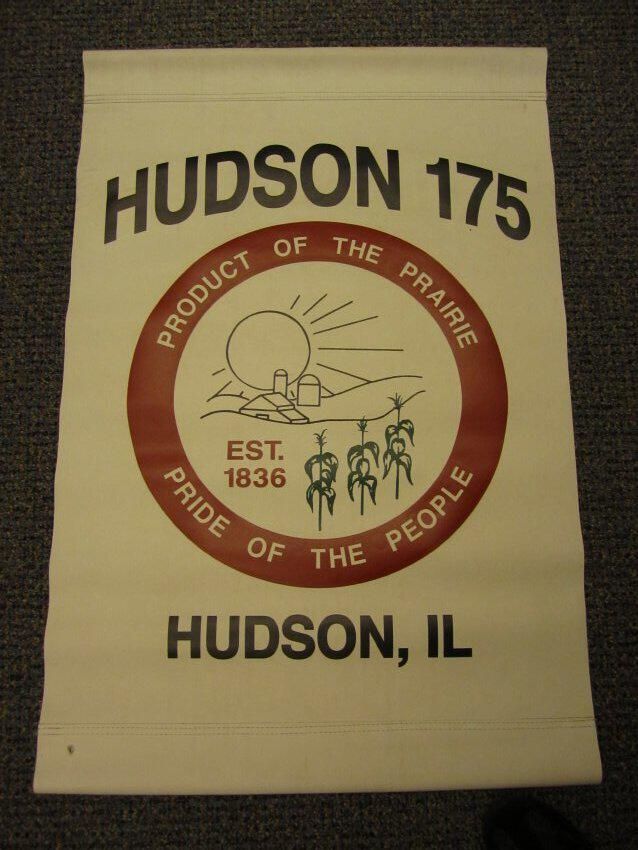 HUDSON 175
PRODUCT OF THE PRAIRIE
EST.
1836
PRIDE OF THE PEOPLE
HUDSON, IL